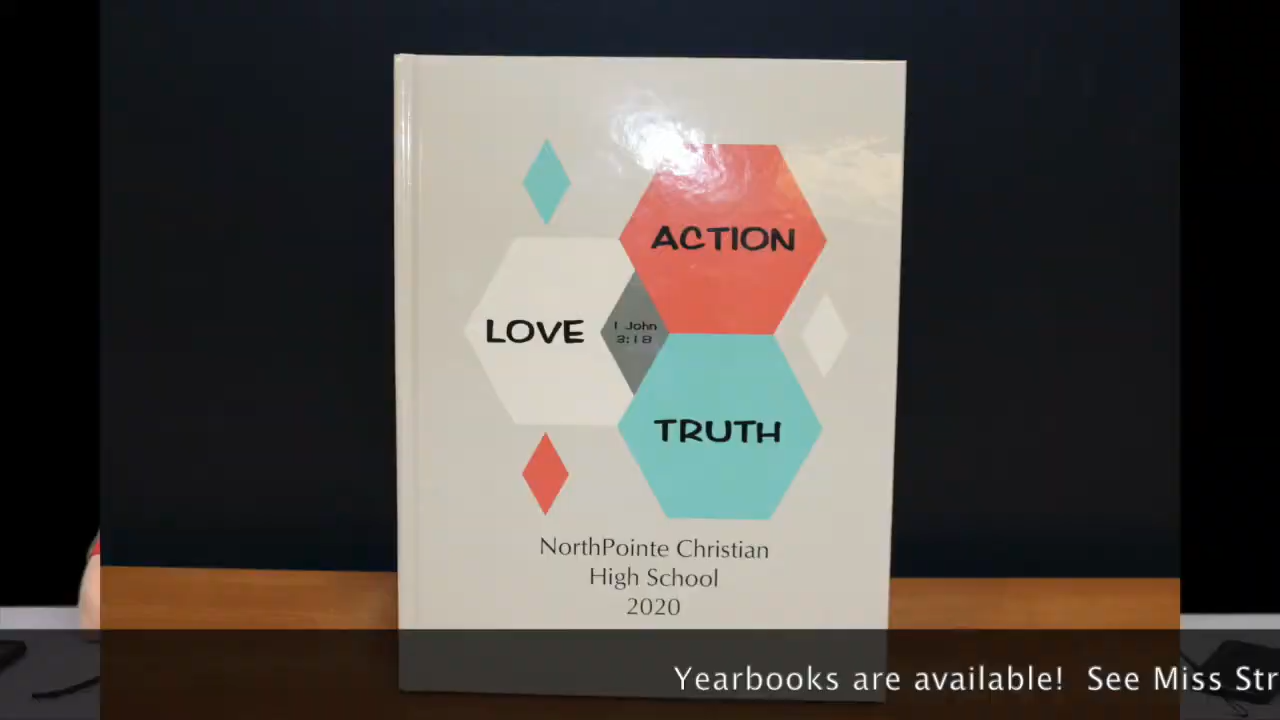 ACTION
LOVE
1 John
3:18
TRUTH
NorthPointe Christian
High School
2020
Yearbooks are available!  See Miss